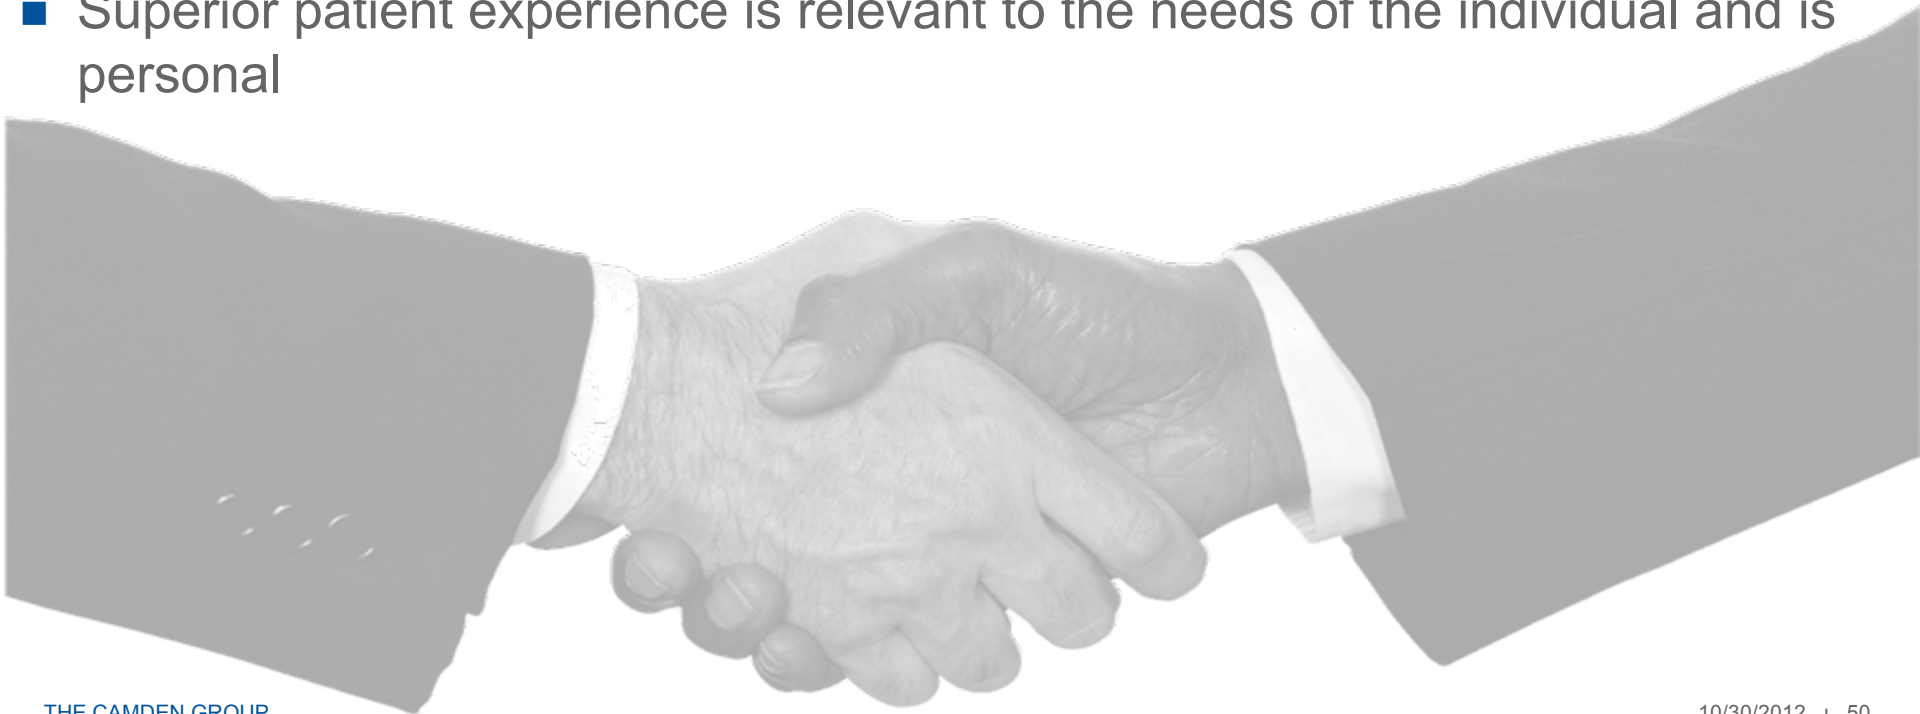 ■ Superior patient experience is relevant to the needs of the individual and is
personal
THE CAMDEN GROUP
10/30/2012 | 50